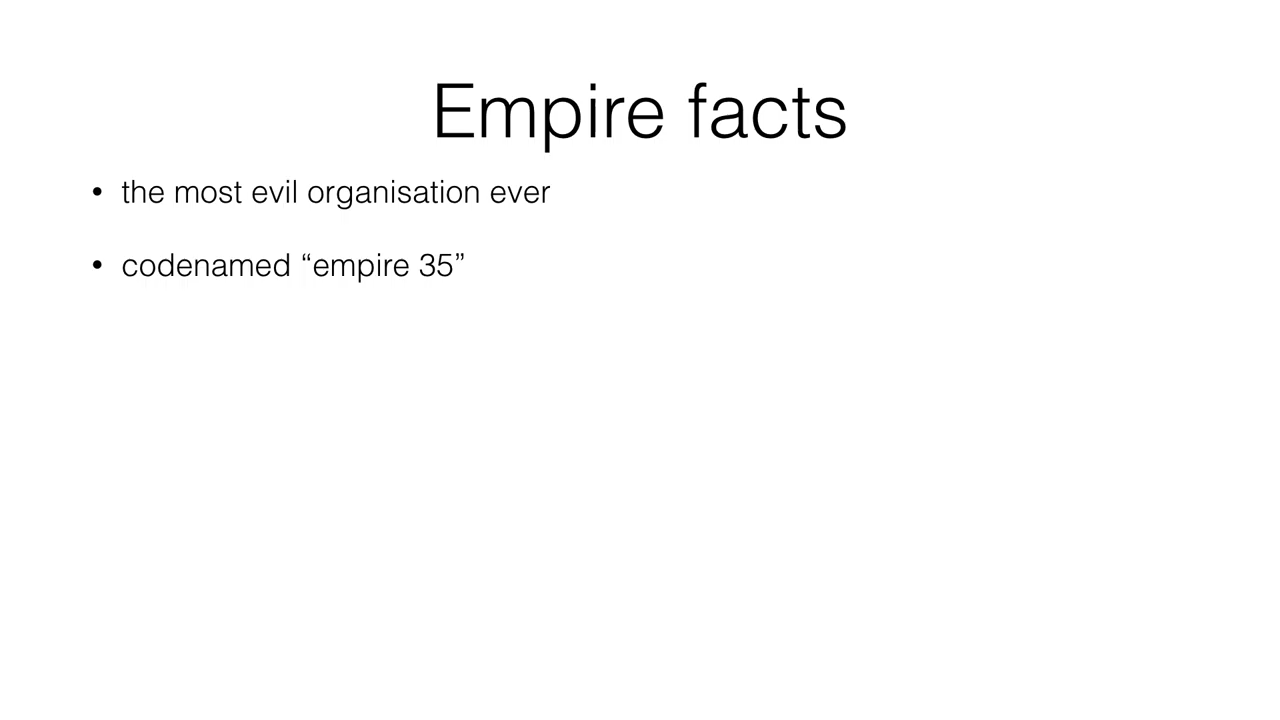 Empire facts
• the most evil organisation ever
• codenamed “empire 35”